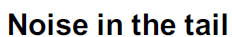 Noise in the tail